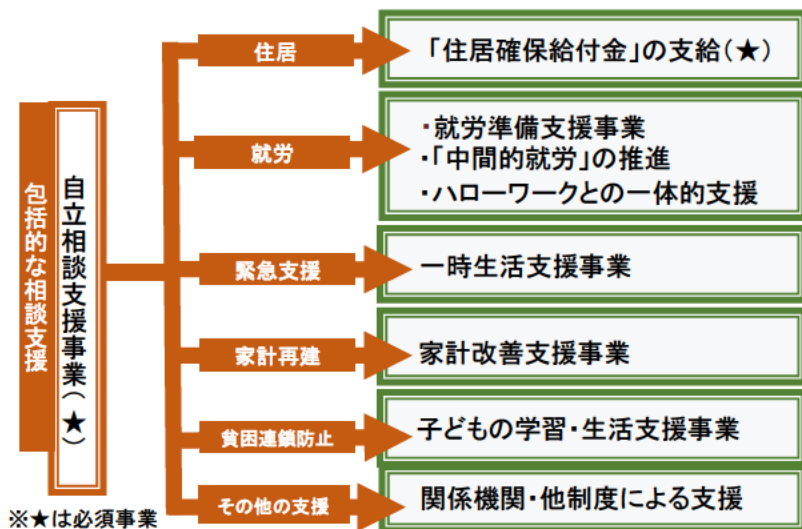 包括的な相談支援
自立相談支援事業(★)
住居
「住居確保給付金」の支給(★)
就労
・就労準備支援事業
・「中間的就労」の推進
・ハローワークとの一体的支援
緊急支援
一時生活支援事業
家計再建
家計改善支援事業
貧困連鎖防止
子どもの学習・生活支援事業
その他の支援
関係機関・他制度による支援
※★は必須事業